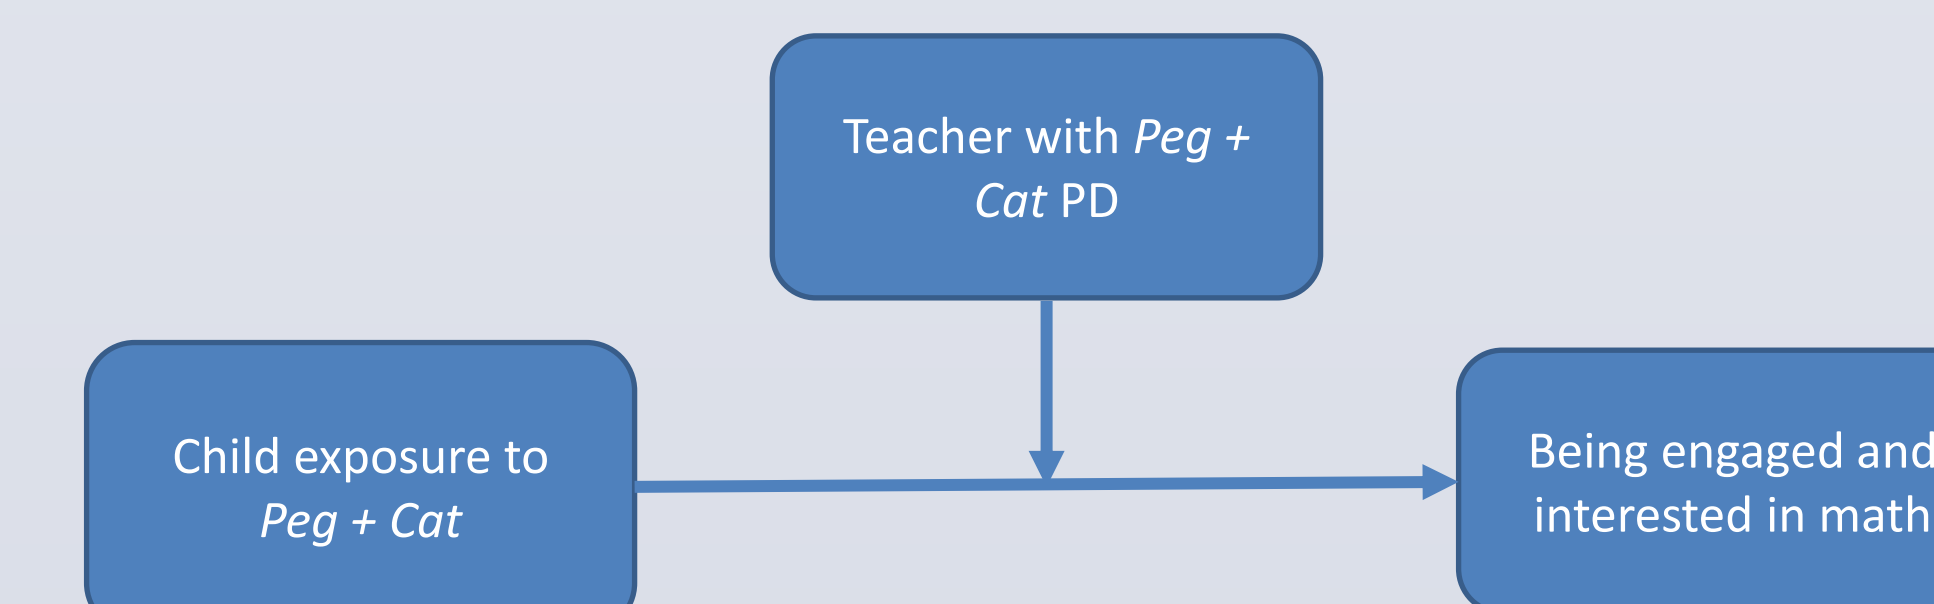 Teacher with Peg +
Cat PD
Child exposure to
Peg + Cat
Being engaged and
interested in math